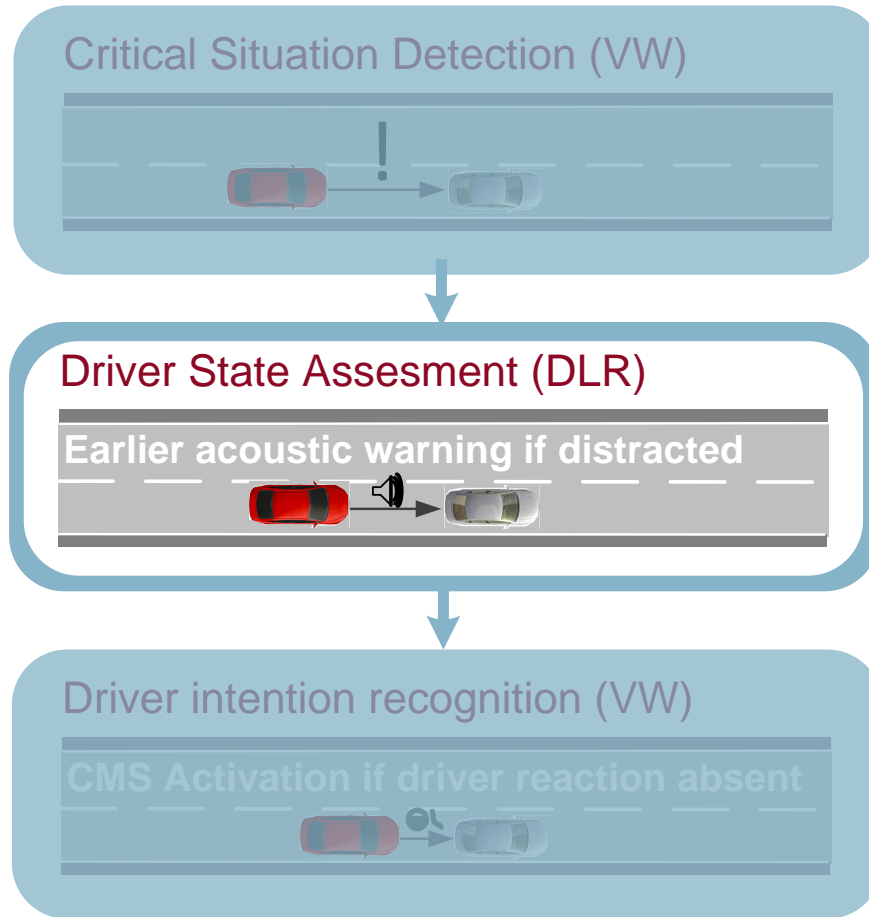 Critical Situation Detection (VW)
!
Driver State Assesment (DLR)
Earlier acoustic warning if distracted
Driver intention recognition (VW)
CMS Activation if driver reaction absent